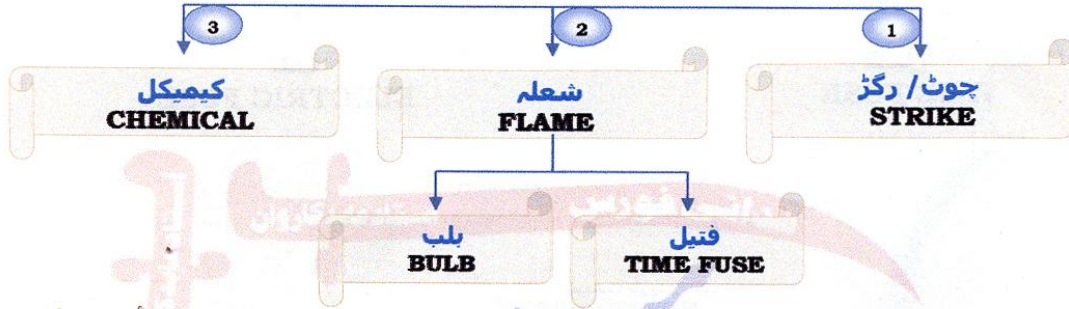 1
2
3
چوٹ/ رگڑ
STRIKE
شعلہ
FLAME
کیمیکل
CHEMICAL
فتیل
TIME FUSE
بلب
BULB